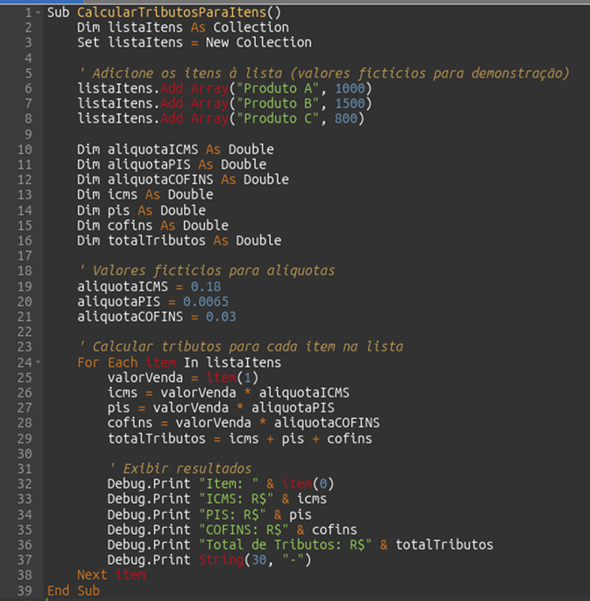 1 Sub CalcularTributosParaItens()
2     Dim listaItens As Collection
3     Set listaItens = New Collection
4
5     ' Adicione os itens à lista (valores fictícios para demonstração)
6     listaItens.Add Array("Produto A", 1000)
7     listaItens.Add Array("Produto B", 1500)
8     listaItens.Add Array("Produto C", 800)
9
10     Dim aliquotaICMS As Double
11     Dim aliquotaPIS As Double
12     Dim aliquotaCOFINS As Double
13     Dim icms As Double
14     Dim pis As Double
15     Dim cofins As Double
16     Dim totalTributos As Double
17
18     ' Valores fictícios para alíquotas
19     aliquotaICMS = 0.18
20     aliquotaPIS = 0.0065
21     aliquotaCOFINS = 0.03
22
23     ' Calcular tributos para cada item na lista
24     For Each item In listaItens
25         valorVenda = item(1)
26         icms = valorVenda * aliquotaICMS
27         pis = valorVenda * aliquotaPIS
28         cofins = valorVenda * aliquotaCOFINS
29         totalTributos = icms + pis + cofins
30
31         ' Exibir resultados
32         Debug.Print "Item: " & item(0)
33         Debug.Print "ICMS: R$" & icms
34         Debug.Print "PIS: R$" & pis
35         Debug.Print "COFINS: R$" & cofins
36         Debug.Print "Total de Tributos: R$" & totalTributos
37         Debug.Print String(30, "-")
38     Next item
39 End Sub